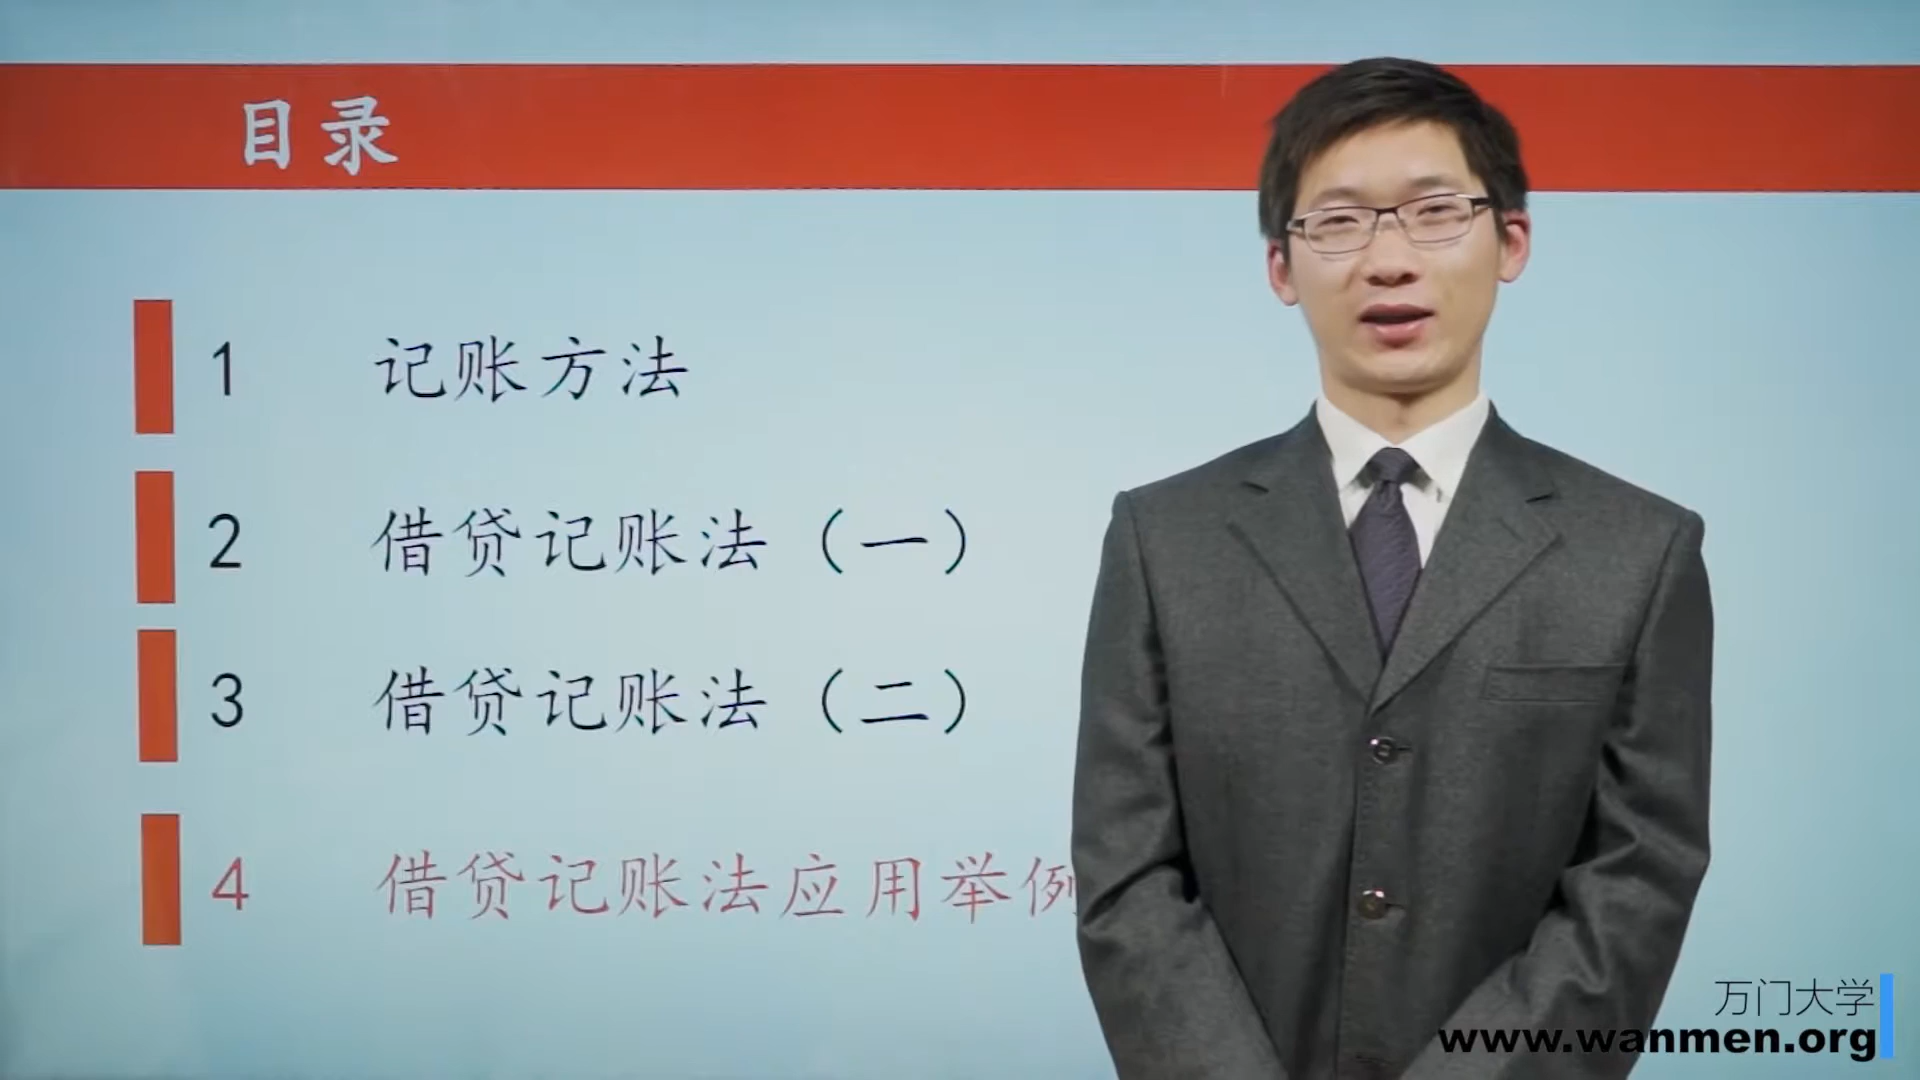 目录
1 记账方法
2 借贷记账法（一）
3 借贷记账法（二）
4 借贷记账法应用举例
万门大学
www.wanmen.org